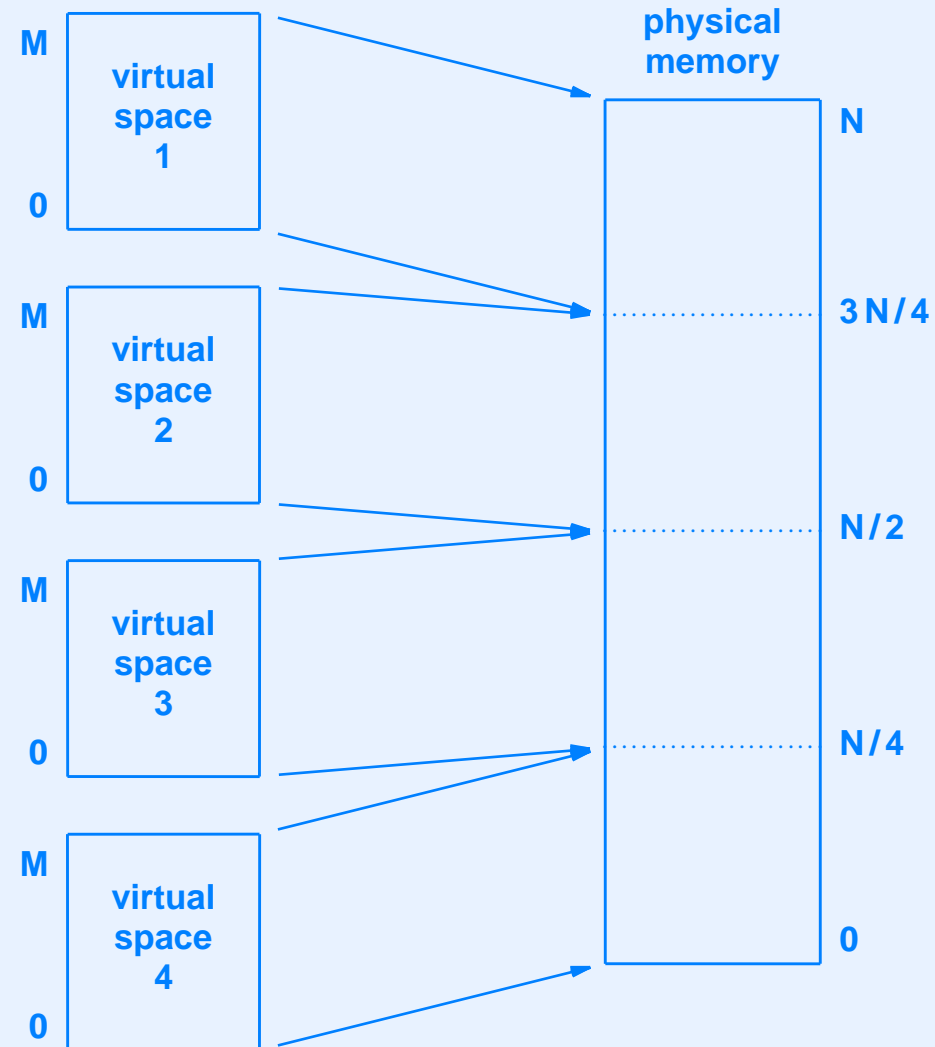 physical
memory
M
virtual
space
1
0
N
M
virtual
space
2
0
3N/4
M
virtual
space
3
0
N/2
M
virtual
space
4
0
N/4
0